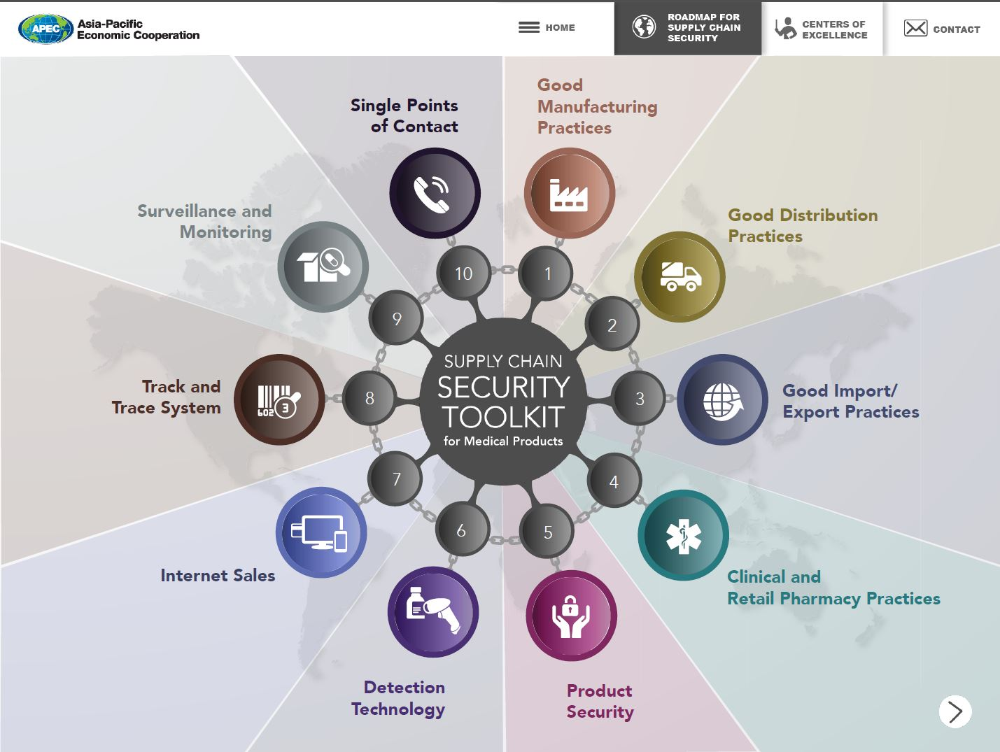 APEC
Asia-Pacific
Economic Cooperation
HOME
ROADMAP FOR
SUPPLY CHAIN
SECURITY
CENTERS OF
EXCELLENCE
CONTACT
Single Points
of Contact
Good
Manufacturing
Practices
Surveillance and
Monitoring
Good Distribution
Practices
10
1
9
2
SUPPLY CHAIN
SECURITY
TOOLKIT
for Medical Products
Track and
Trace System
602
3
8
3
Good Import/
Export Practices
7
4
Internet Sales
6
5
Clinical and
Retail Pharmacy Practices
Detection
Technology
Product
Security